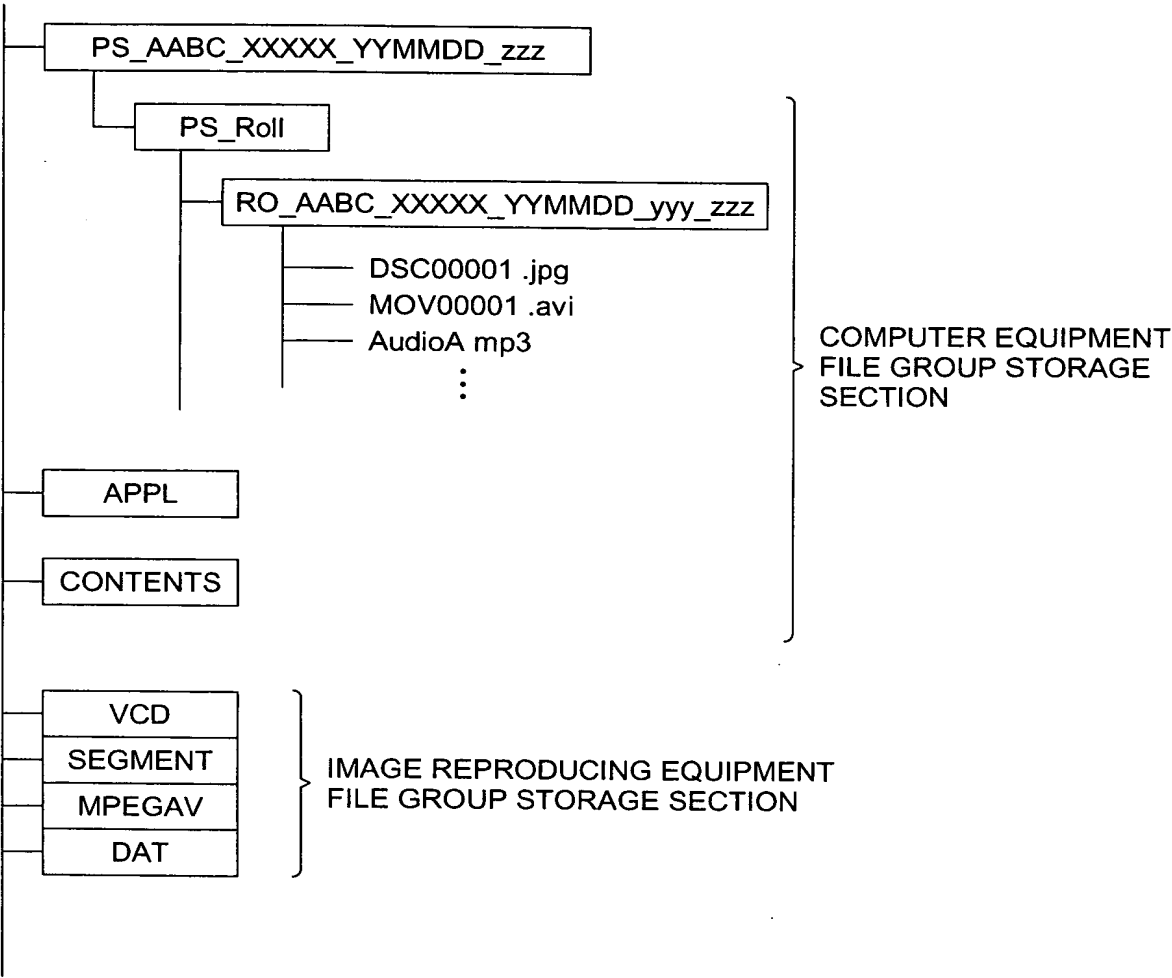 PS_AABC_XXXXX_YYMMDD_zzz
PS_Roll
RO_AABC_XXXXX_YYMMDD_yyy_zzz
DSC00001 .jpg
MOV00001 .avi
AudioA mp3
COMPUTER EQUIPMENT
FILE GROUP STORAGE
SECTION
APPL
CONTENTS
VCD
SEGMENT
MPEGAV
DAT
IMAGE REPRODUCING EQUIPMENT
FILE GROUP STORAGE SECTION